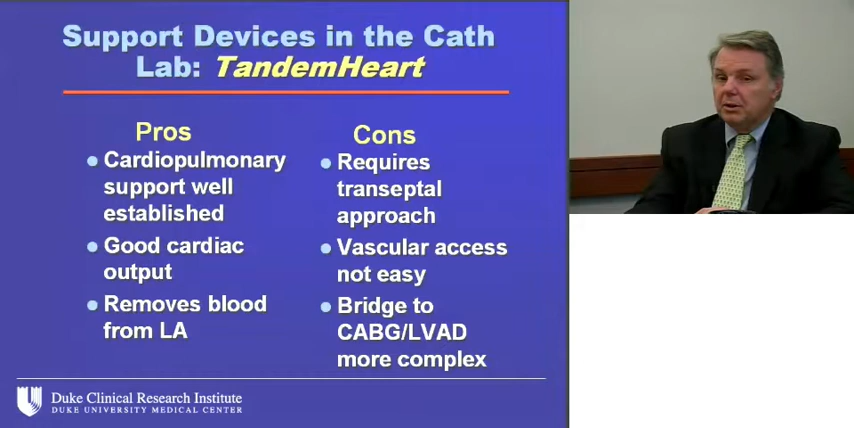 Support Devices in the Cath
Lab: TandemHeart
Pros
Cardiopulmonary
support well
established
Good cardiac
output
Removes blood
from LA
Cons
Requires
transeptal
approach
Vascular access
not easy
Bridge to
CABG/LVAD
more complex
Duke Clinical Research Institute
DUKE UNIVERSITY MEDICAL CENTER